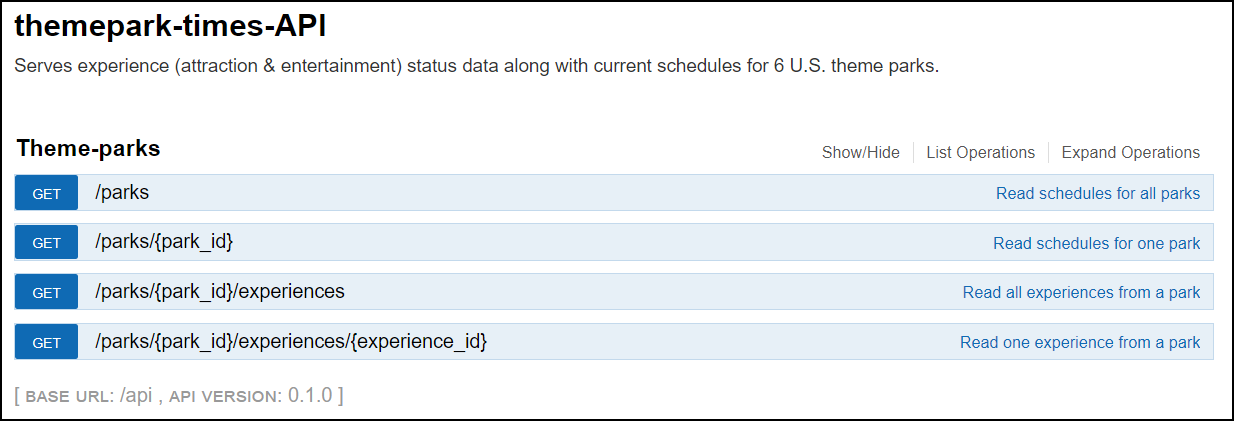 themepark-times-API
Serves experience (attraction & entertainment) status data along with current schedules for 6 U.S. theme parks.
Theme-parks Show/Hide List Operations Expand Operations
GET /parks Read schedules for all parks
GET /parks/{park_id} Read schedules for one park
GET /parks/{park_id}/experiences Read all experiences from a park
GET /parks/{park_id}/experiences/{experience_id} Read one experience from a park
[ BASE URL: /api , API VERSION: 0.1.0 ]